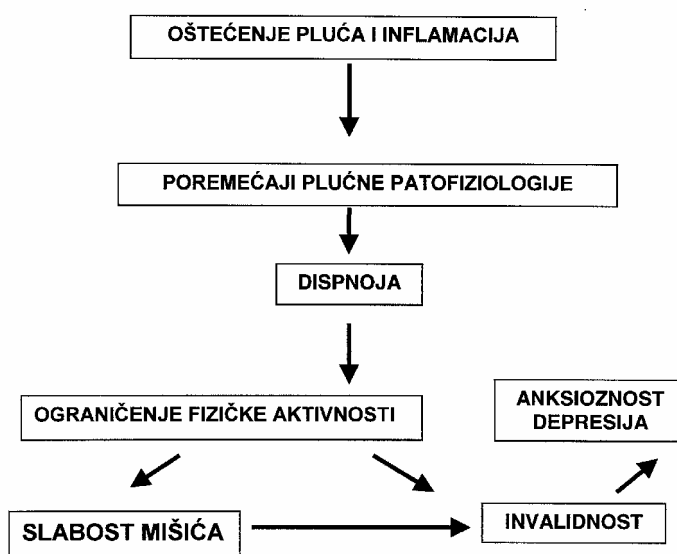 OŠTEĆENJE PLUĆA I INFLAMACIJA
POREMEĆAJI PLUĆNE PATOFIZIOLOGIJE
DISPNOJA
OGRANIČENJE FIZIČKE AKTIVNOSTI
ANKSIOZNOST
DEPRESIJA
SLABOST MIŠIĆA
INVALIDNOST